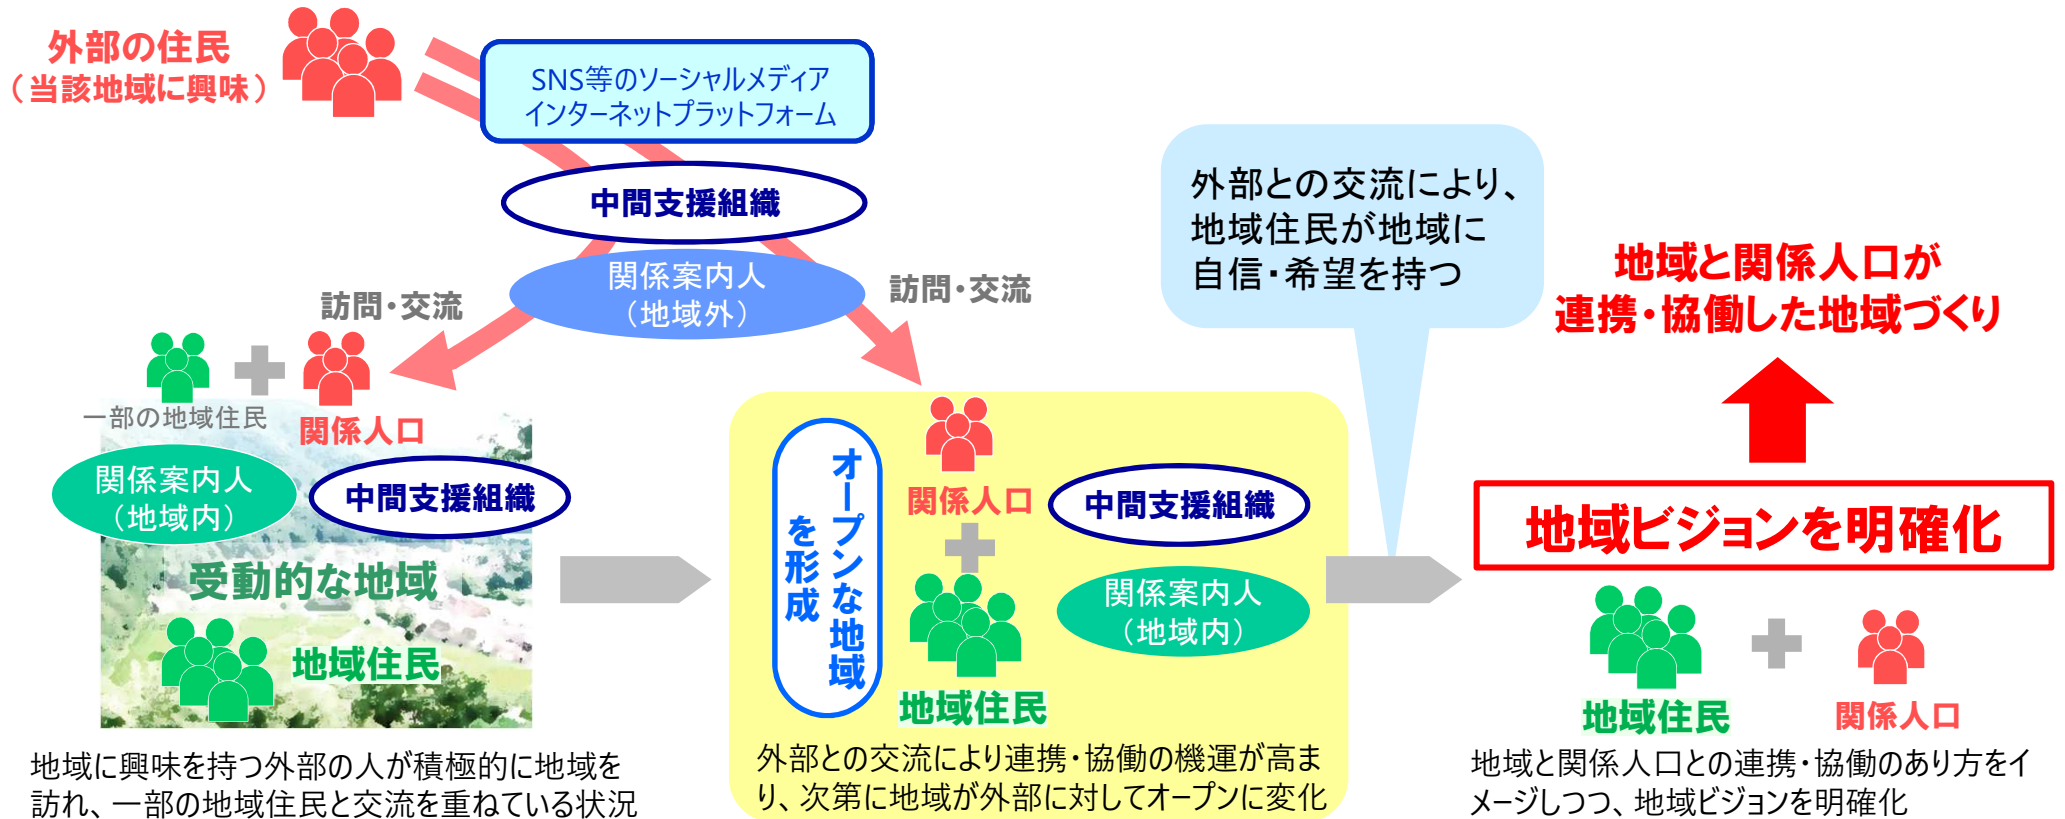 外部の住民
（当該地域に興味）
SNS等のソーシャルメディア
インターネットプラットフォーム
中間支援組織
関係案内人
（地域外）
訪問・交流
訪問・交流
一部の地域住民
関係人口
関係案内人
（地域内）
中間支援組織
受動的な地域
地域住民
地域に興味を持つ外部の人が積極的に地域を
訪れ、一部の地域住民と交流を重ねている状況
オープンな地域
を形成
関係人口
中間支援組織
関係案内人
（地域内）
地域住民
外部との交流により連携・協働の機運が高ま
り、次第に地域が外部に対してオープンに変化
外部との交流により、
地域住民が地域に
自信・希望を持つ
地域と関係人口が
連携・協働した地域づくり
地域ビジョンを明確化
地域住民
関係人口
地域と関係人口との連携・協働のあり方をイ
メージしつつ、地域ビジョンを明確化